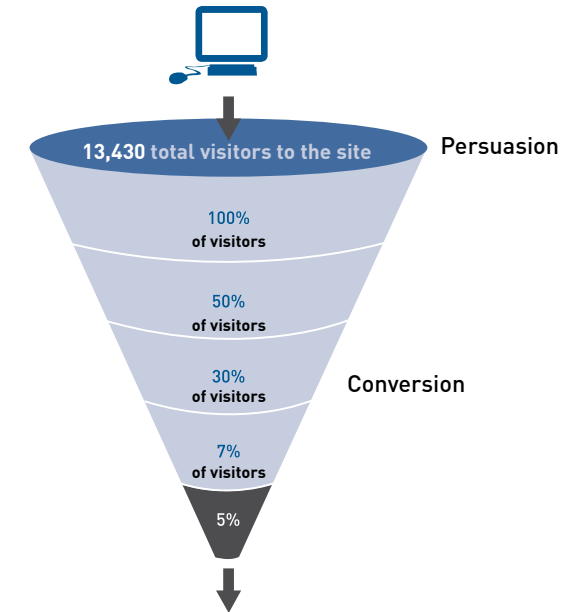 13,430 total visitors to the site
Persuasion
100%
of visitors
50%
of visitors
30%
of visitors
Conversion
7%
of visitors
5%